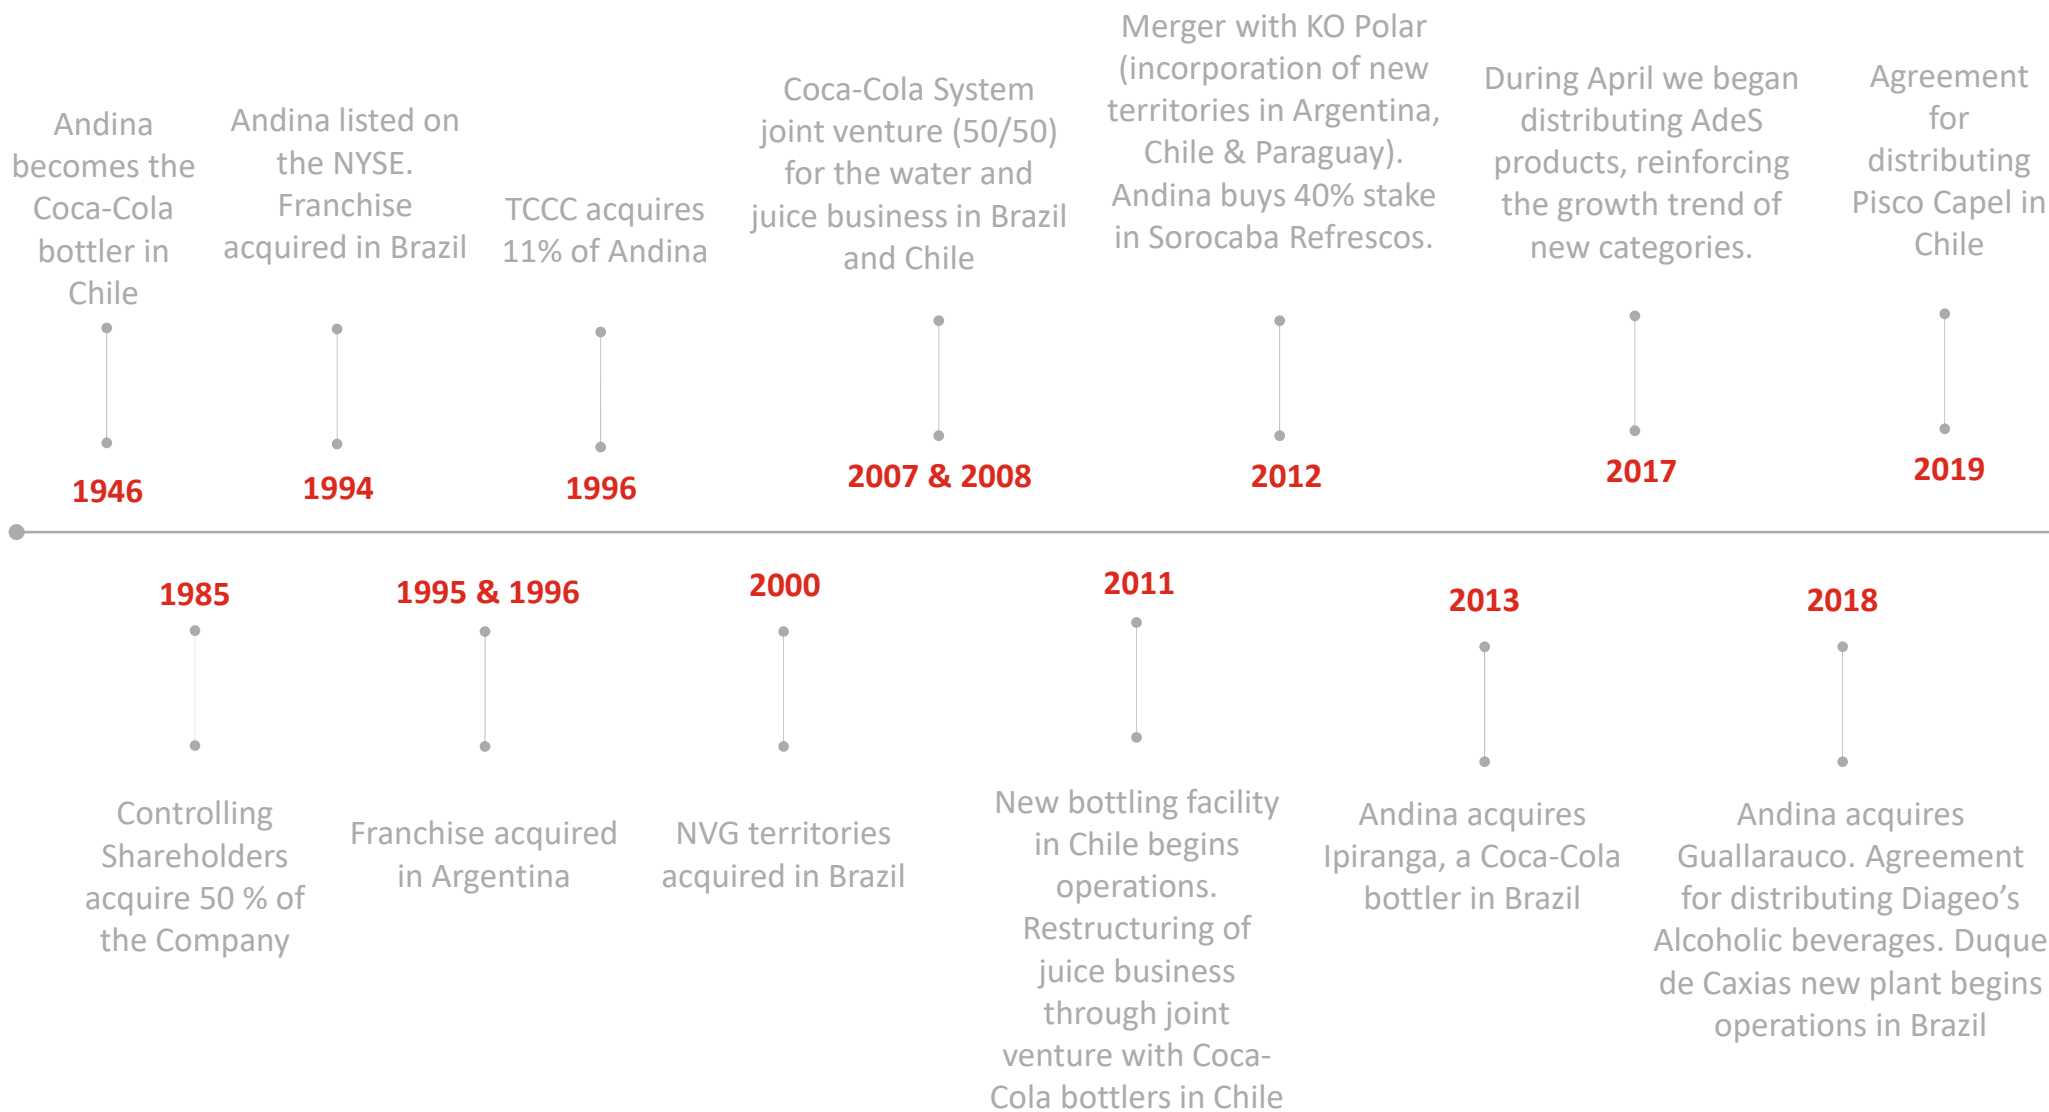 Andina
becomes the
Coca-Cola
bottler in
Chile
1946
Andina listed on
the NYSE.
Franchise
acquired in Brazil
1994
TCCC acquires
11% of Andina
1996
Coca-Cola System
joint venture (50/50)
for the water and
juice business in Brazil
and Chile
2007 & 2008
Merger with KO Polar
(incorporation of new
territories in Argentina,
Chile & Paraguay).
Andina buys 40% stake
in Sorocaba Refrescos.
2012
During April we began
distributing AdeS
products, reinforcing
the growth trend of
new categories.
2017
Agreement
for
distributing
Pisco Capel in
Chile
2019
1985
Controlling
Shareholders
acquire 50 % of
the Company
1995 & 1996
Franchise acquired
in Argentina
2000
NVG territories
acquired in Brazil
2011
New bottling facility
in Chile begins
operations.
Restructuring of
juice business
through joint
venture with Coca-
Cola bottlers in Chile
2013
Andina acquires
Ipiranga, a Coca-Cola
bottler in Brazil
2018
Andina acquires
Guallarauco. Agreement
for distributing Diageo’s
Alcoholic beverages. Duque
de Caxias new plant begins
operations in Brazil